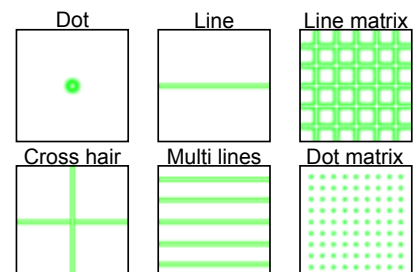 Dot
Line
Line matrix
Cross hair
Multi lines
Dot matrix